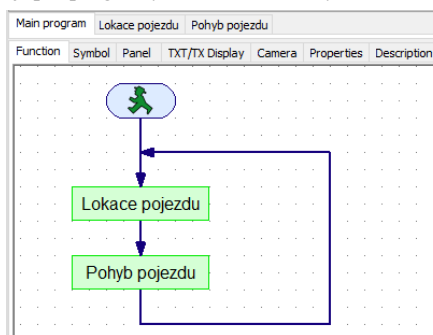 Main program Lokace pojezdu Pohyb pojezdu
Function Symbol Panel TXT/TX Display Camera Properties Description
Lokace pojezdu
Pohyb pojezdu